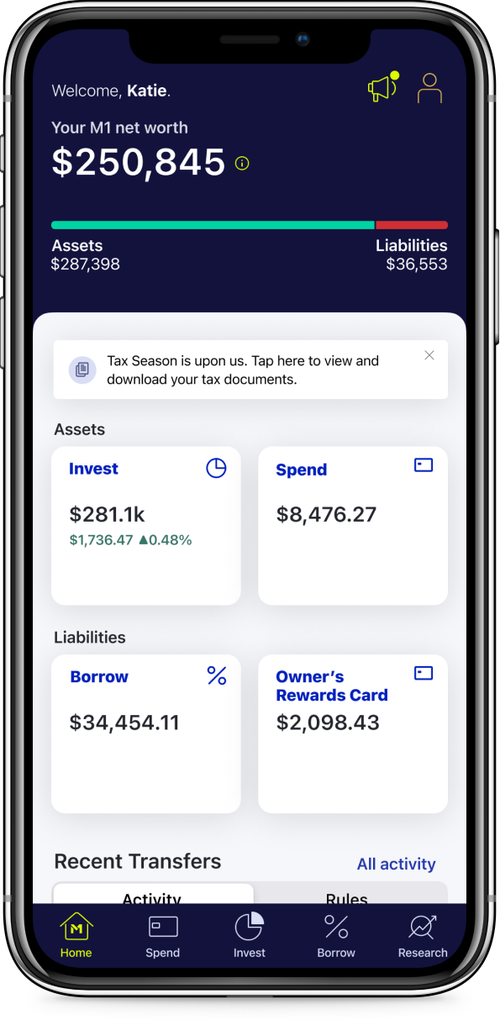 Welcome, Katie.
Your M1 net worth
$250,845
Assets
Liabilities
$287,398
$36,553
Tax Season is upon us. Tap here to view and
download your tax documents.
Assets
Invest
Spend
$281.1k
$8,476.27
$1,736.47 ▲0.48%
Liabilities
Borrow
Owner's
Rewards Card
$34,454.11
$2,098.43
Recent Transfers
All activity
Activity
Rules
M
Home
Spend
Invest
Borrow
Research